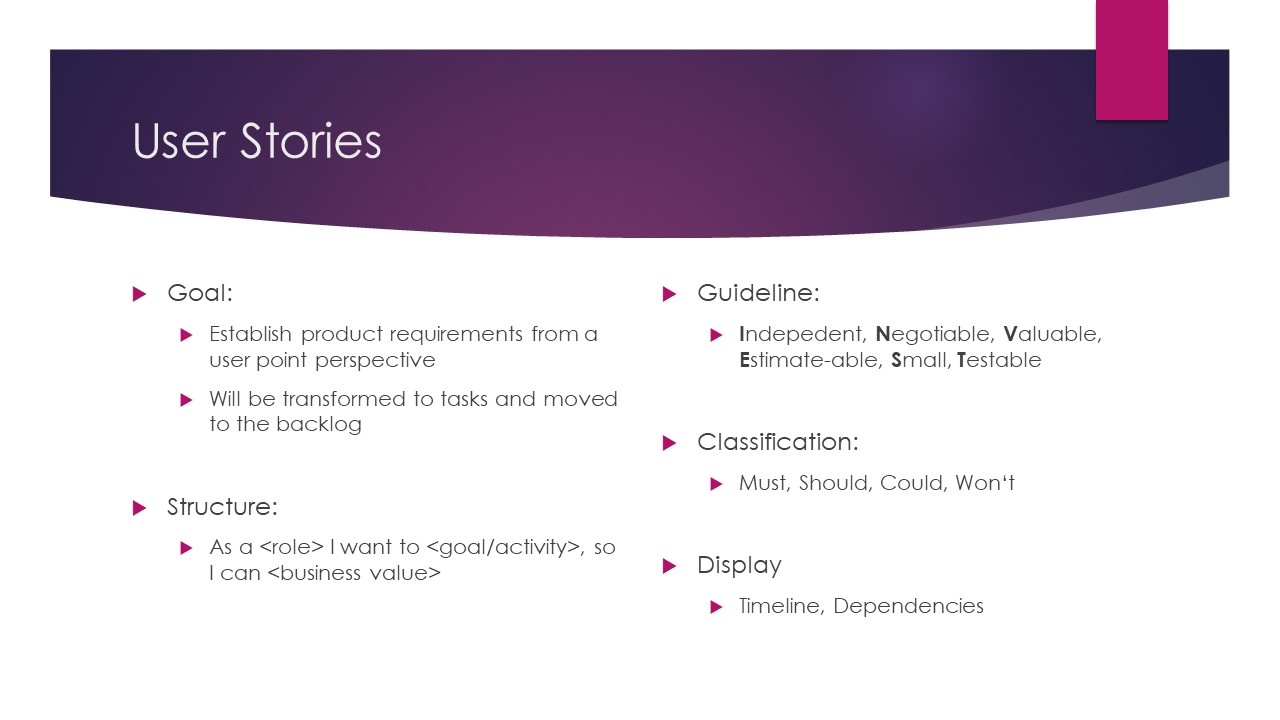 User Stories
Goal:
Establish product requirements from a
user point perspective
Will be transformed to tasks and moved
to the backlog
Structure:
As a <role> I want to <goal/activity>, so
I can <business value>
Guideline:
Indepedent, Negotiable, Valuable,
Estimate-able, Small, Testable
Classification:
Must, Should, Could, Won‘t
Display
Timeline, Dependencies